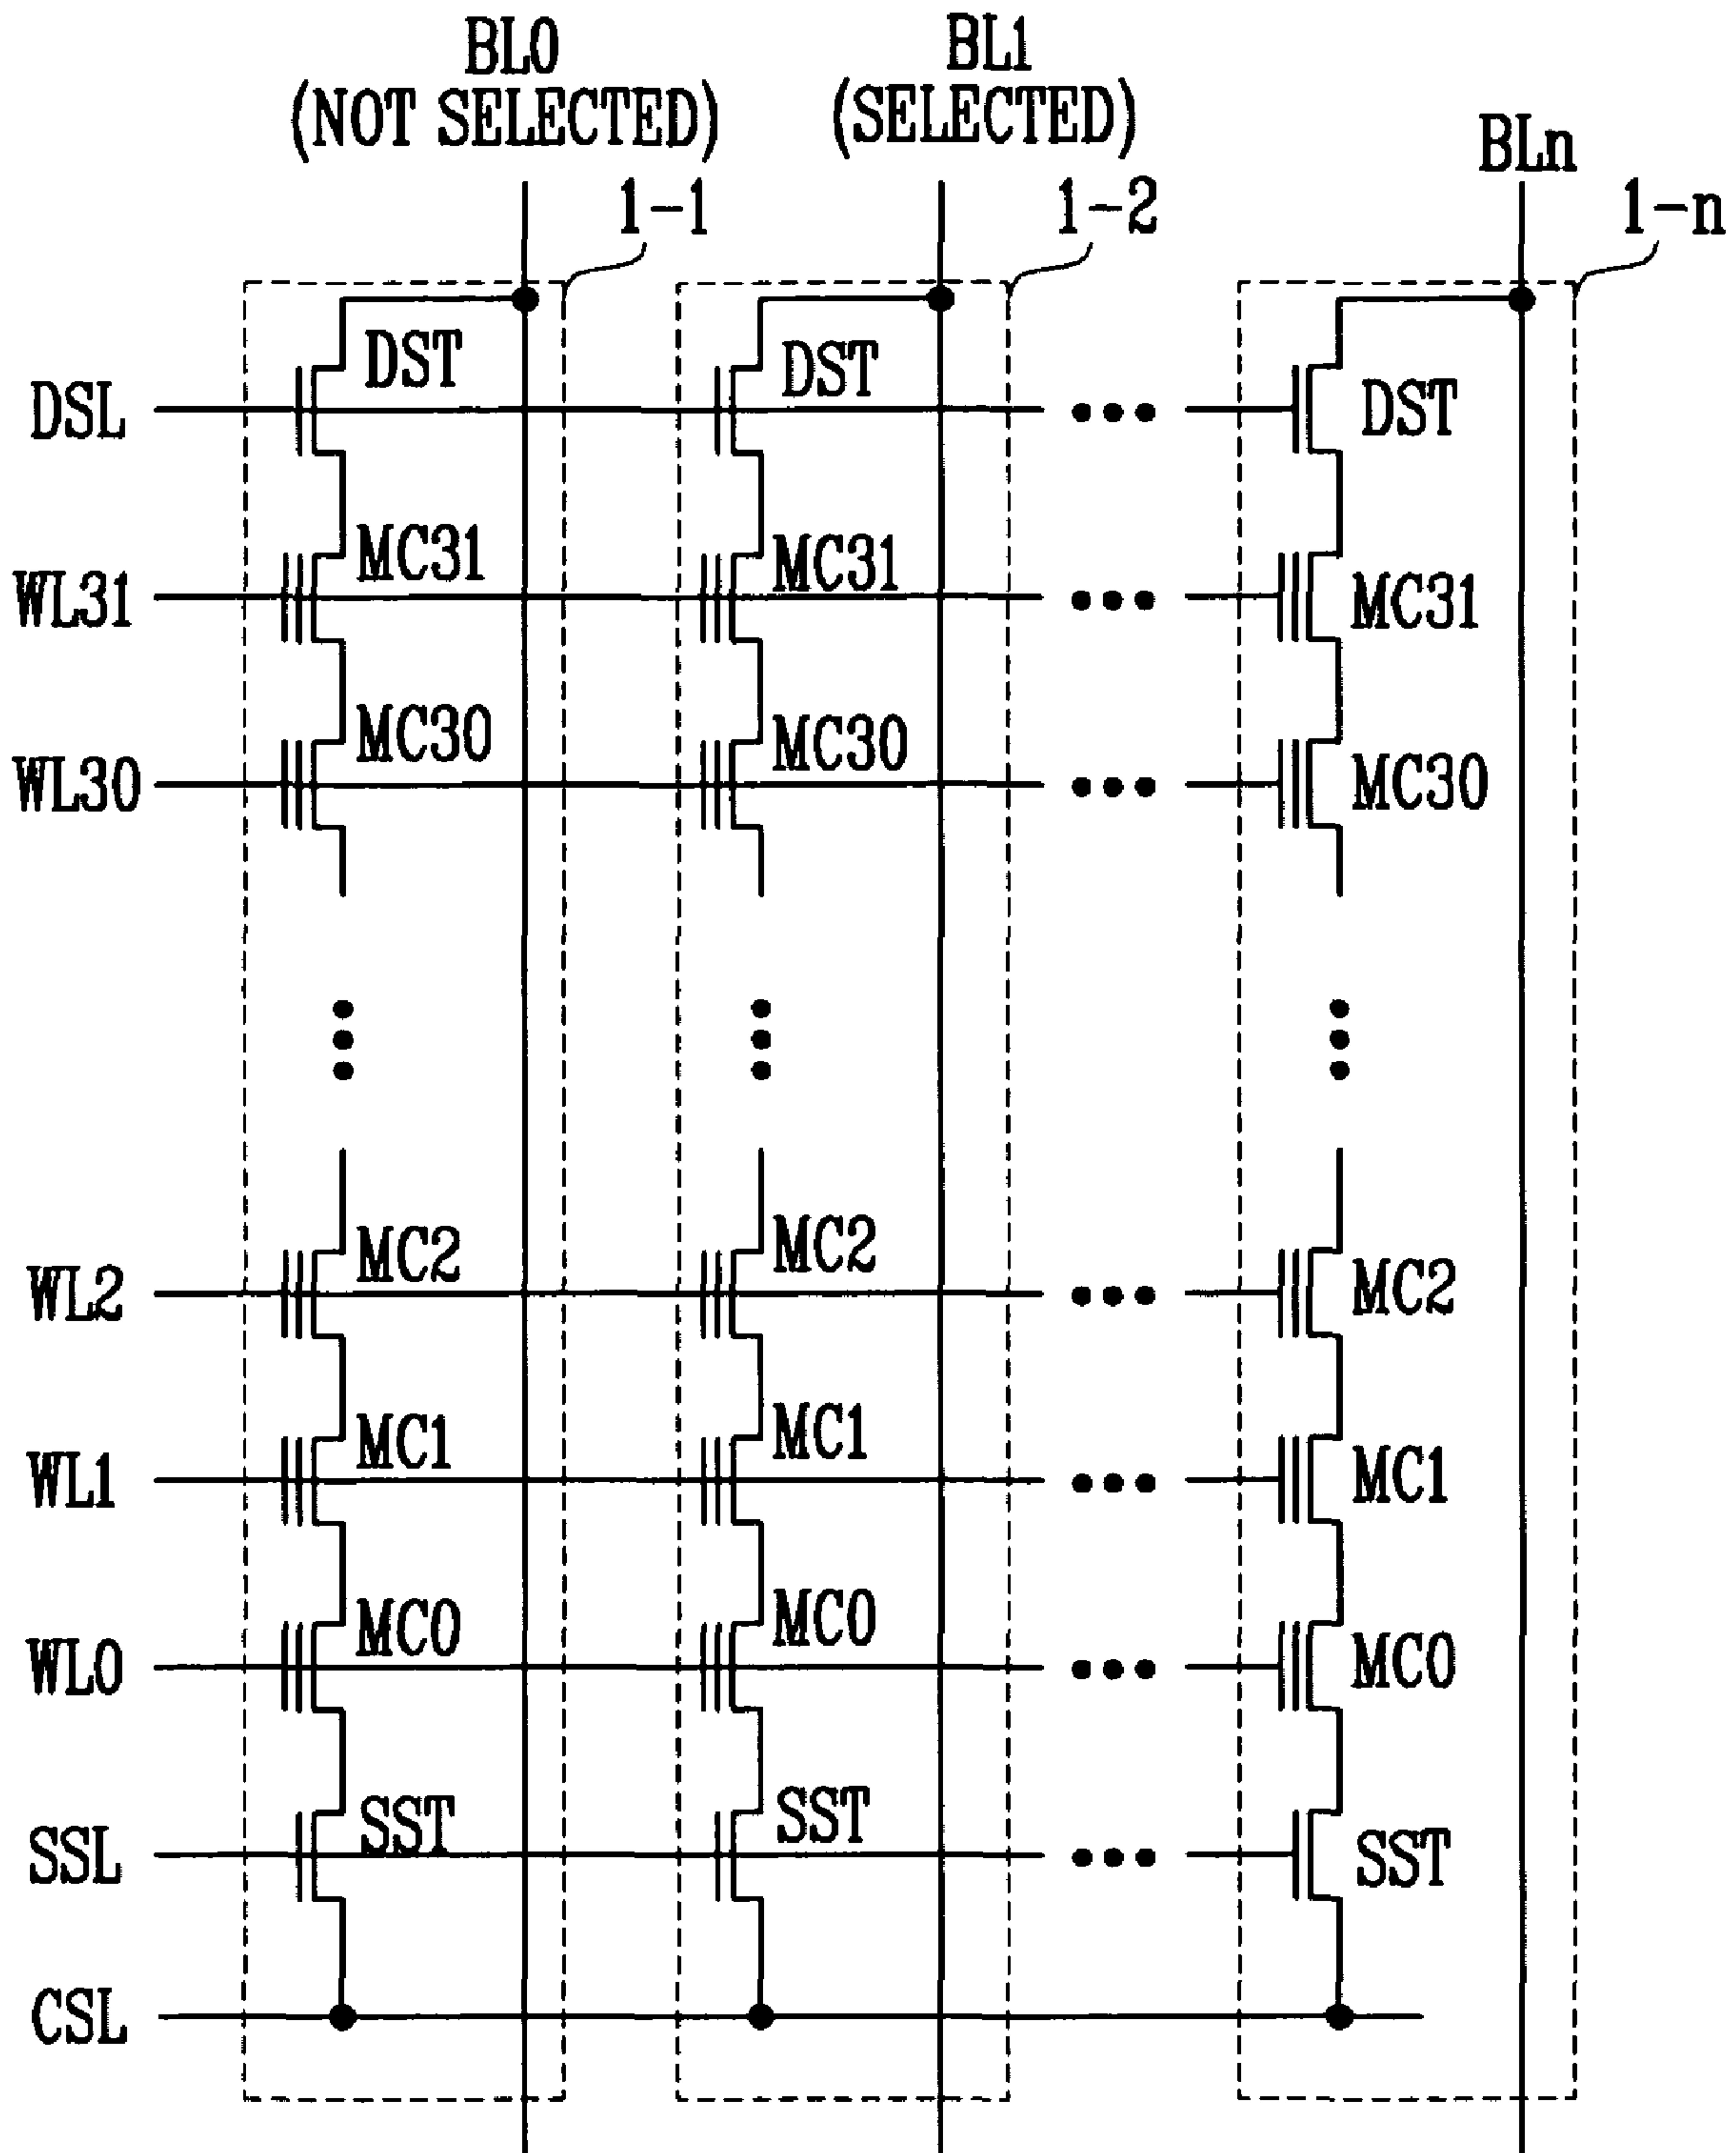 BL0
(NOT SELECTED)
BL1
(SELECTED)
BLn
1-1
1-2
1-n
DSL
DST
DST
DST
WL31
MC31
MC31
MC31
WL30
MC30
MC30
MC30
WL2
MC2
MC2
MC2
WL1
MC1
MC1
MC1
WL0
MC0
MC0
MC0
SSL
SST
SST
SST
CSL